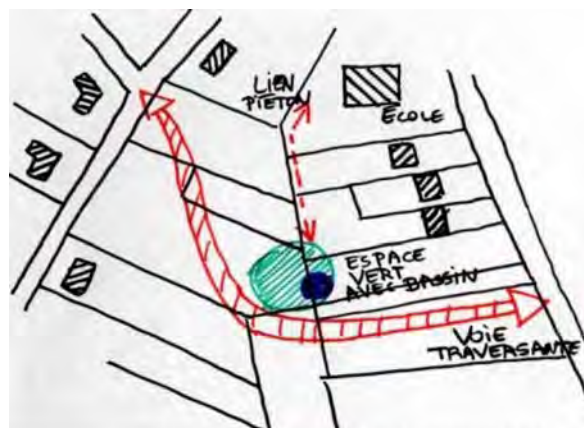 LIEN
PIETON
ECOLE
ESPACE
VERT
AVEC BASSIN
VOIE
TRAVERSANTE